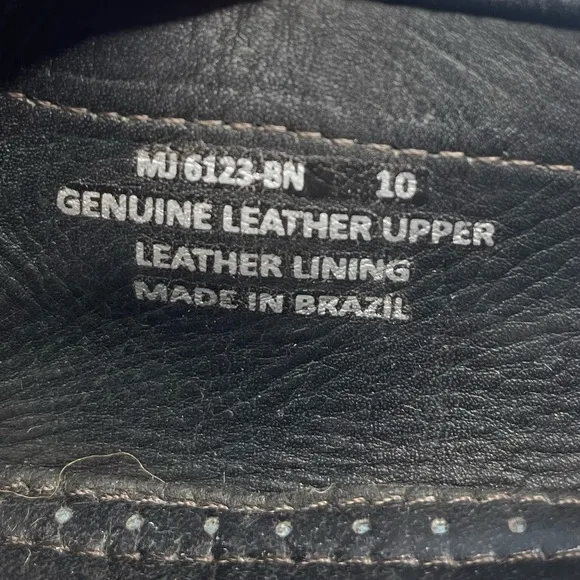 MJ 6123-BN 10
GENUINE LEATHER UPPER
LEATHER LINING
MADE IN BRAZIL